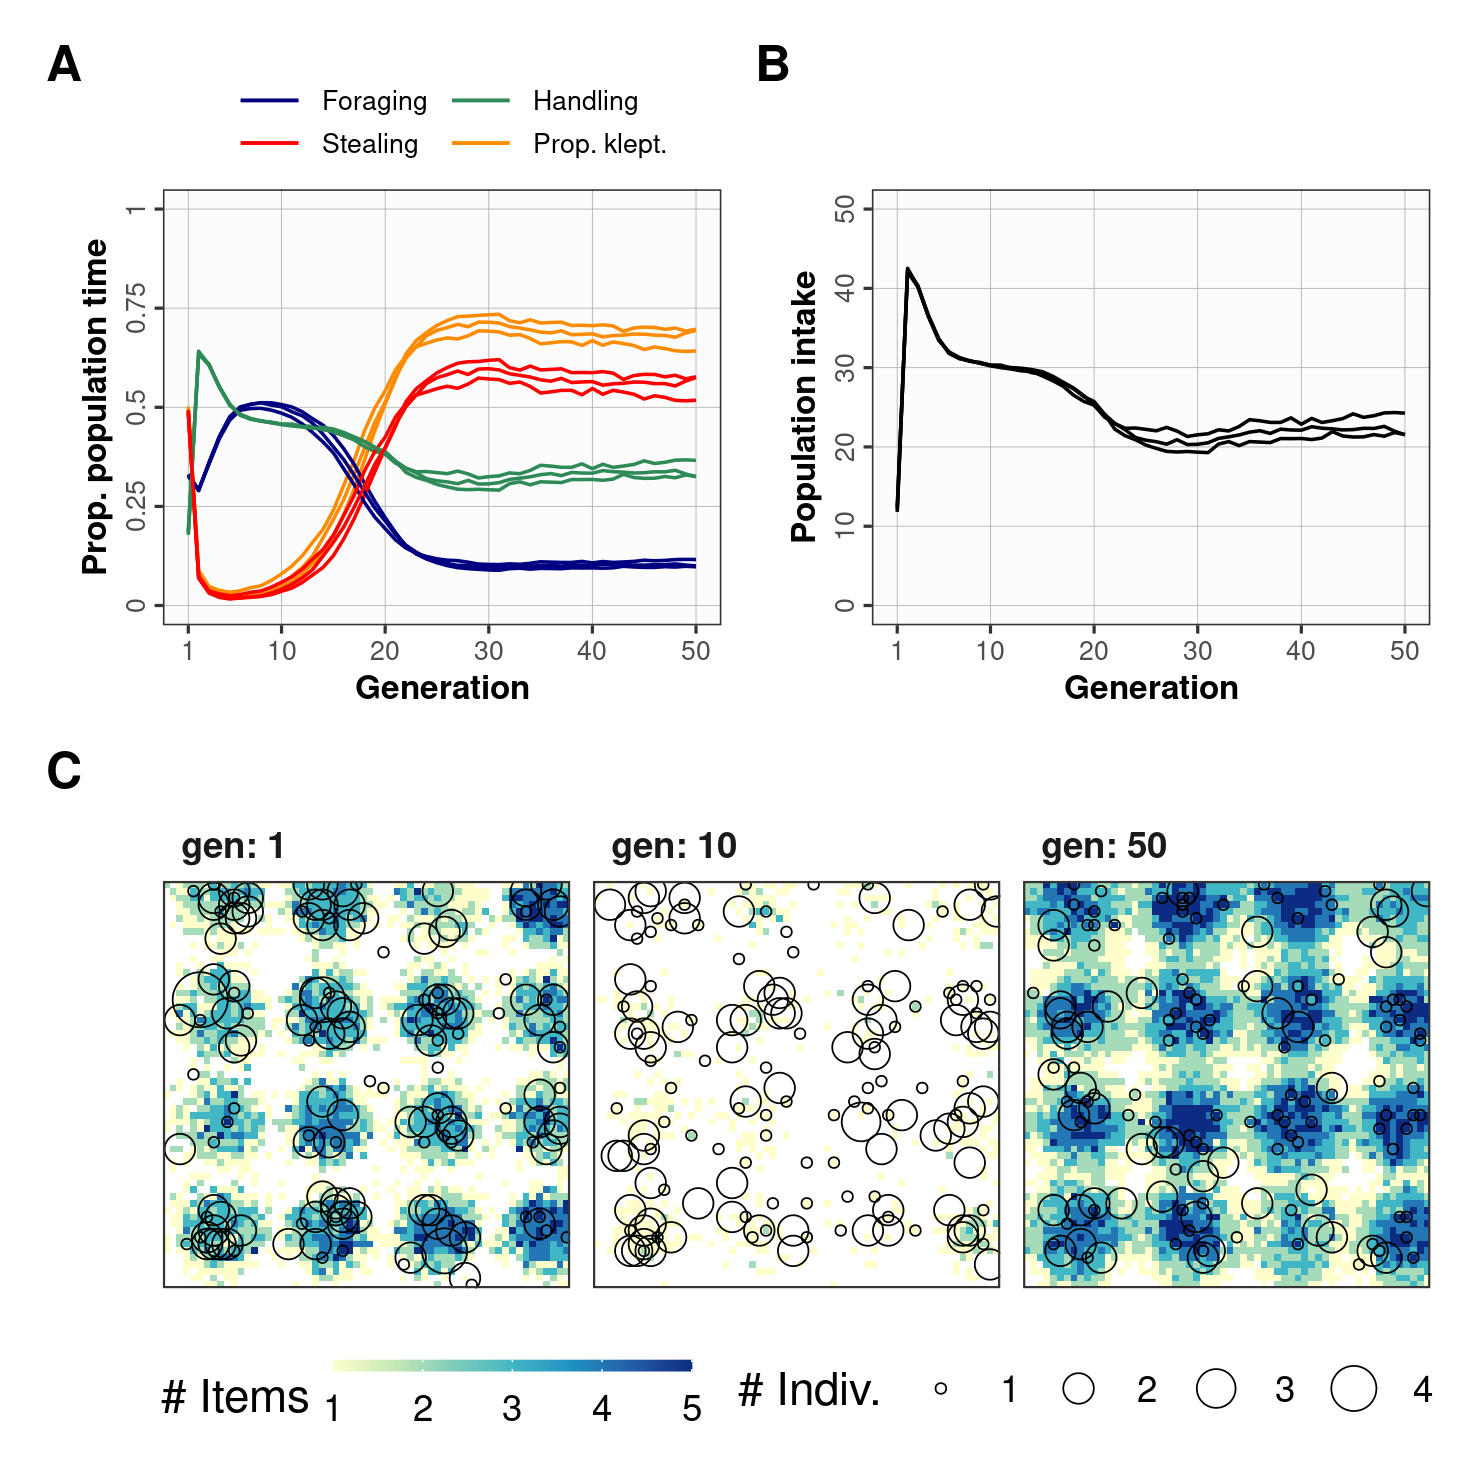 A
B
Foraging
Handling
Stealing
Prop. klept.
Prop. population time
0
0.25
0.5
0.75
1
1
10
20
30
40
50
Generation
Population intake
0
10
20
30
40
50
1
10
20
30
40
50
Generation
C
gen: 1
gen: 10
gen: 50
# Items
1
2
3
4
5
# Indiv.
1
2
3
4